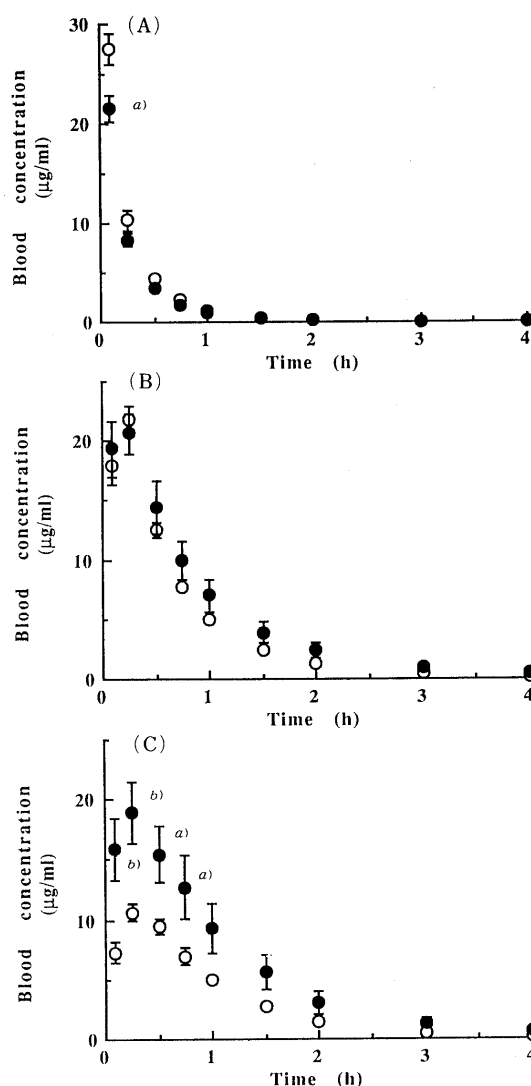 (A)
30
20
10
0
a)
Blood concentration
(μg/ml)
0 1 2 3 4
Time (h)
(B)
20
10
0
Blood concentration
(μg/ml)
0 1 2 3 4
Time (h)
(C)
20
10
0
b)
a)
b)
a)
Blood concentration
(μg/ml)
0 1 2 3 4
Time (h)